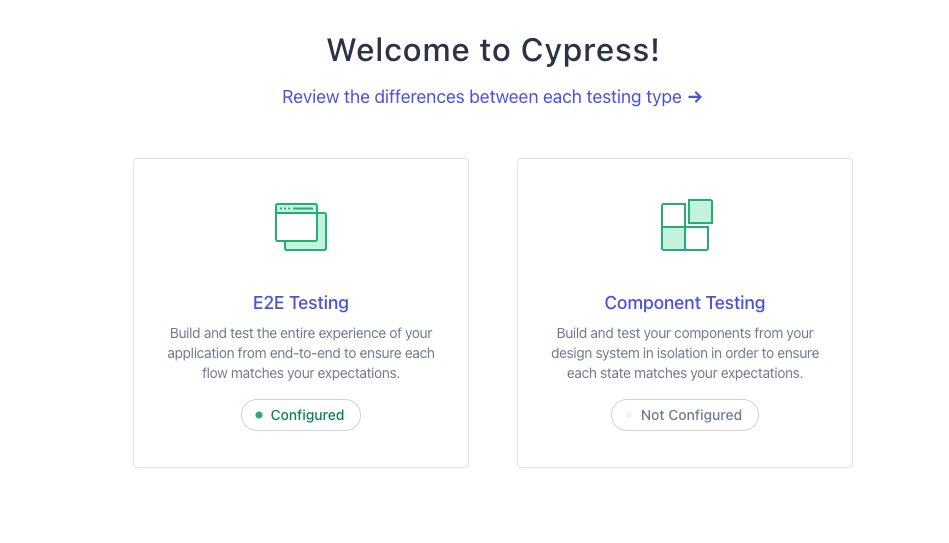 Welcome to Cypress!
Review the differences between each testing type →
E2E Testing
Build and test the entire experience of your
application from end-to-end to ensure each
flow matches your expectations.
Configured
Component Testing
Build and test your components from your
design system in isolation in order to ensure
each state matches your expectations.
Not Configured